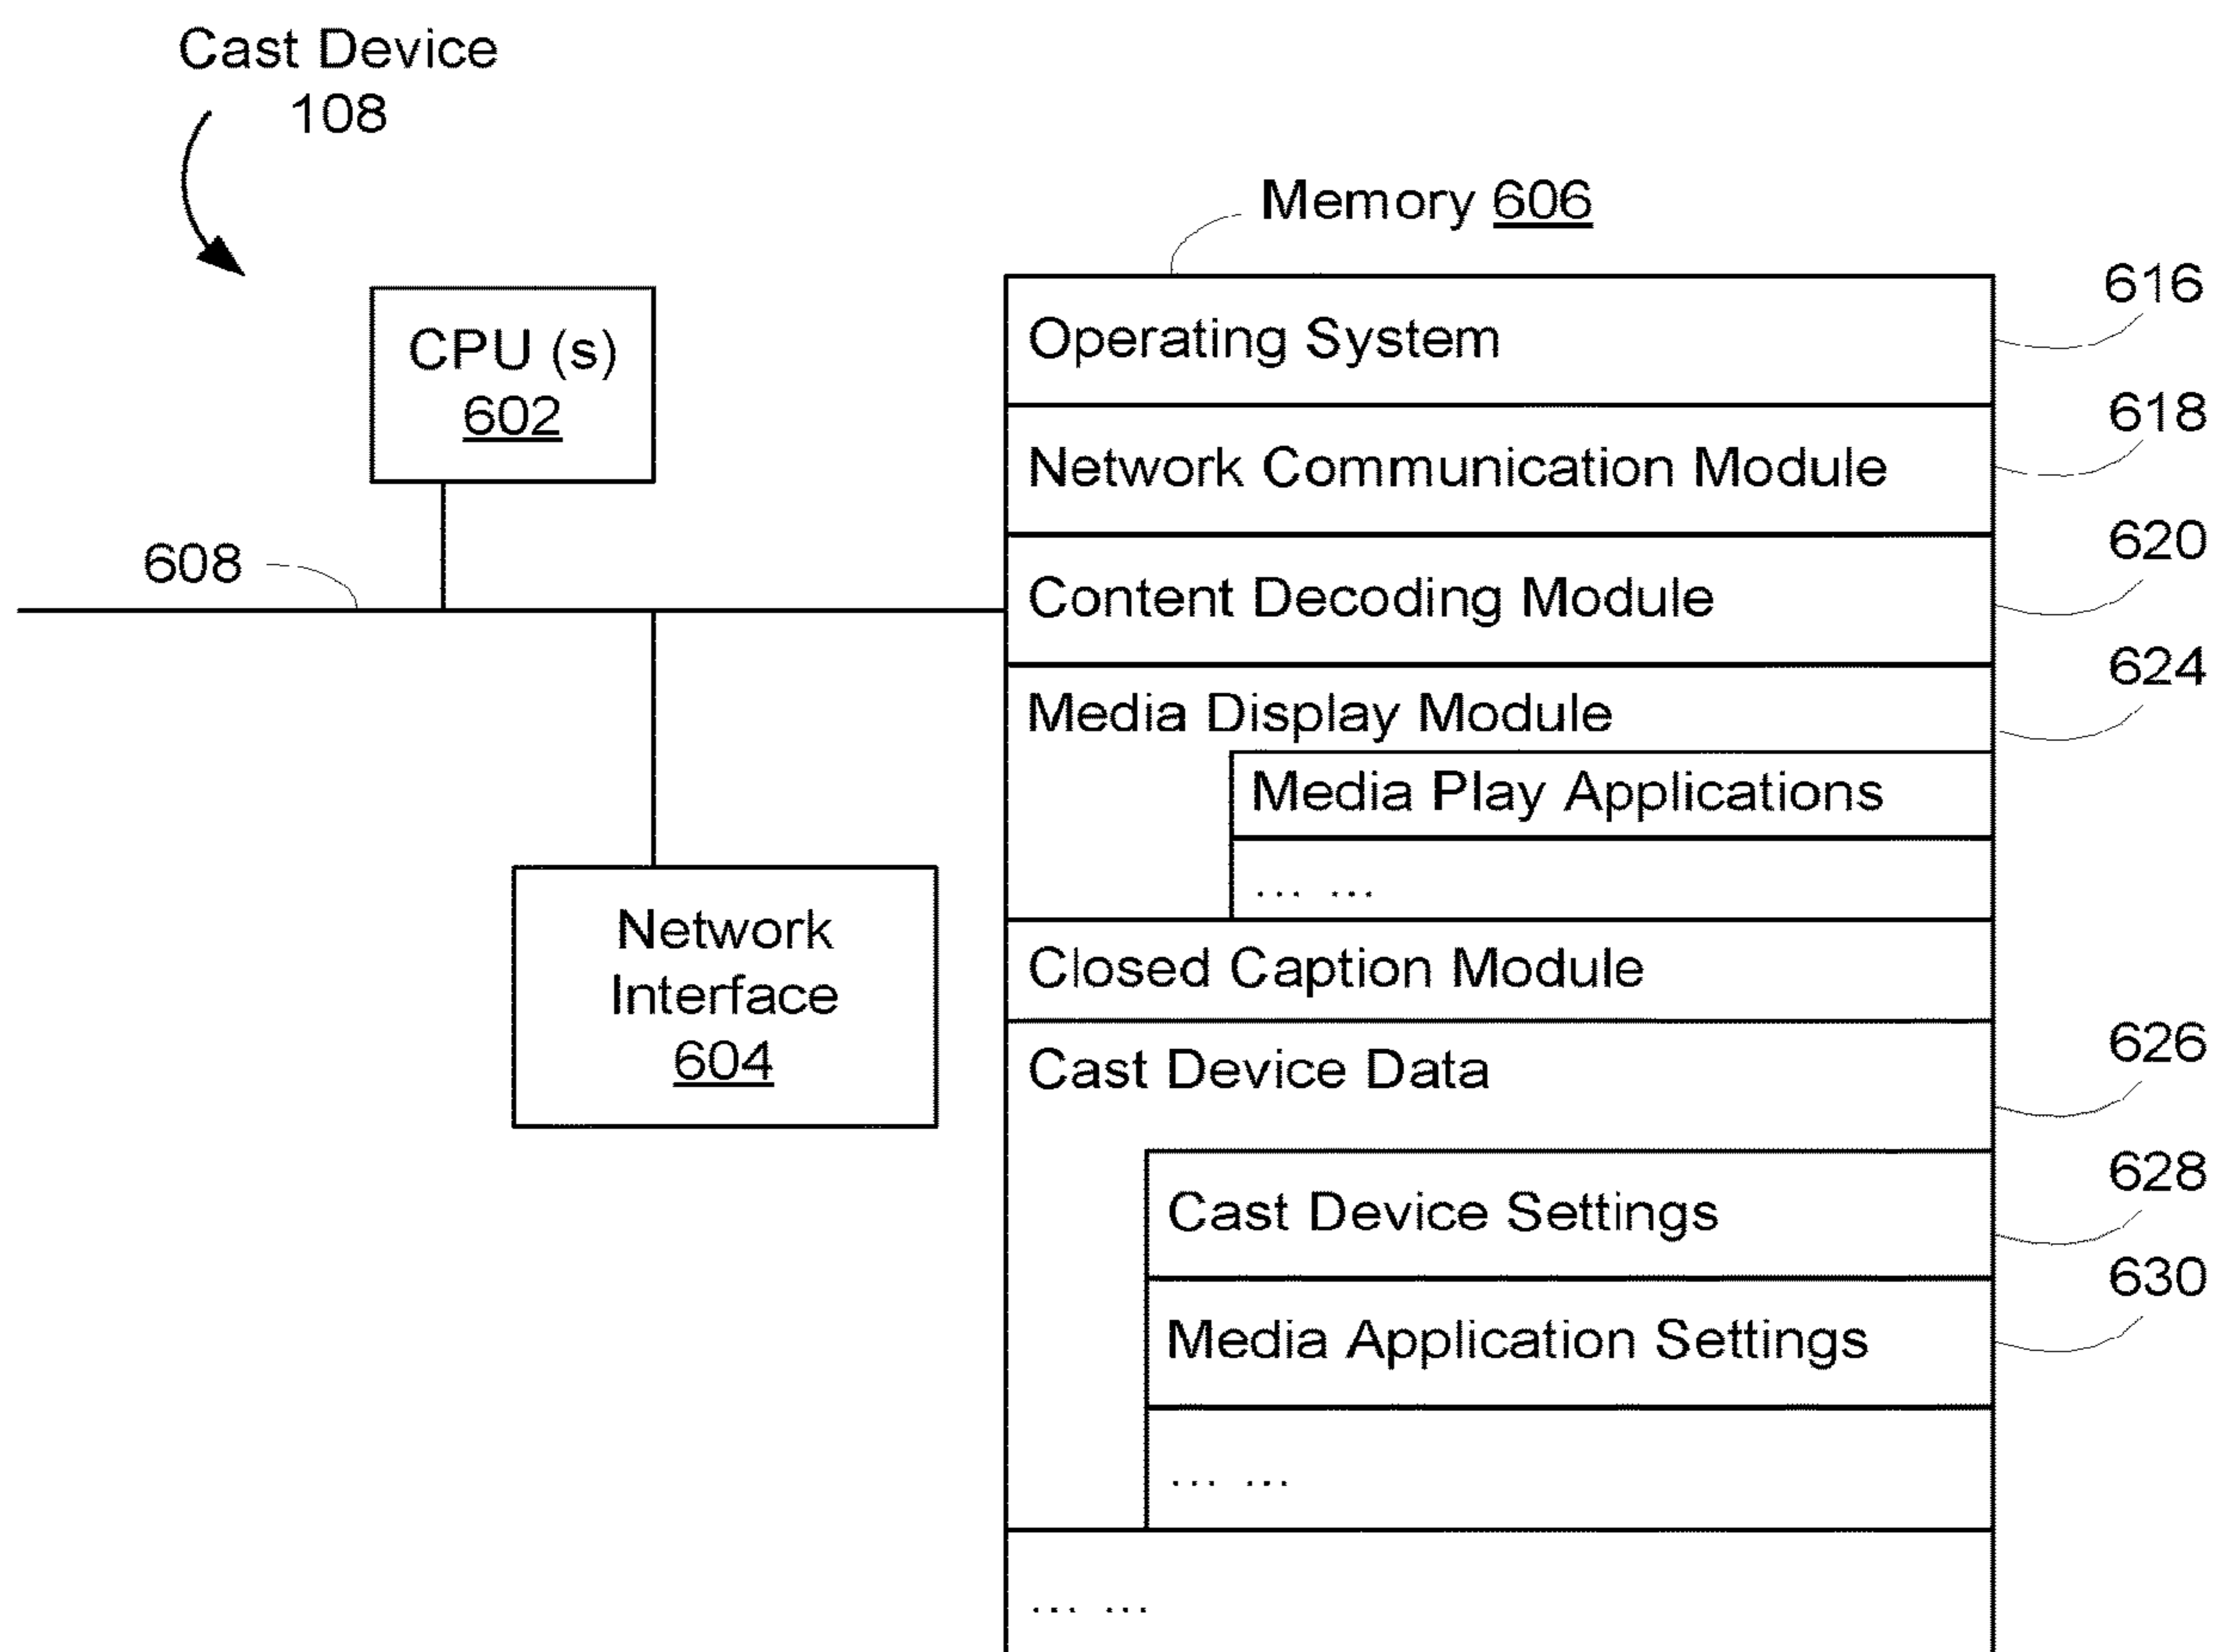 Cast Device
108
Memory 606
616
Operating System
CPU (s)
602
618
Network Communication Module
608
620
Content Decoding Module
624
Media Display Module
Media Play Applications
... ...
Network
Interface
604
Closed Caption Module
626
Cast Device Data
628
Cast Device Settings
630
Media Application Settings
... ...
... ...